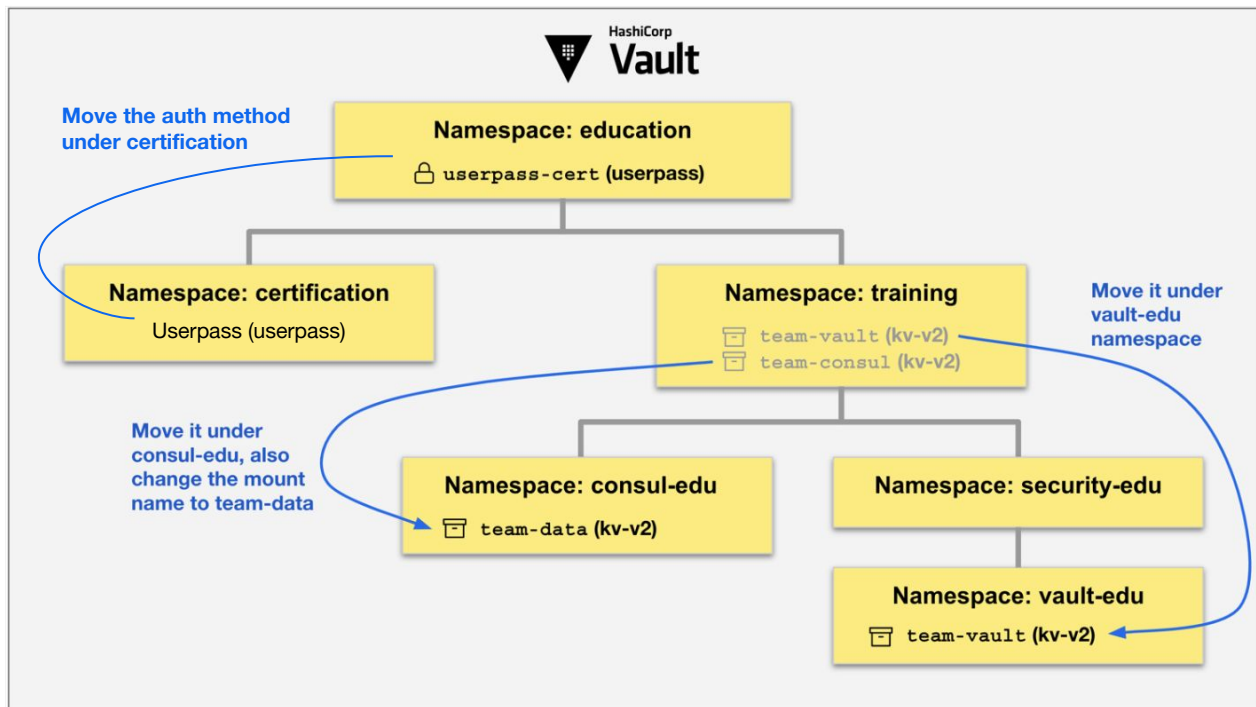 HashiCorp
Vault
Move the auth method
under certification
Namespace: education
userpass-cert (userpass)
Namespace: certification
Userpass (userpass)
Namespace: training
team-vault (kv-v2)
team-consul (kv-v2)
Move it under
vault-edu
namespace
Move it under
consul-edu, also
change the mount
name to team-data
Namespace: consul-edu
team-data (kv-v2)
Namespace: security-edu
Namespace: vault-edu
team-vault (kv-v2)